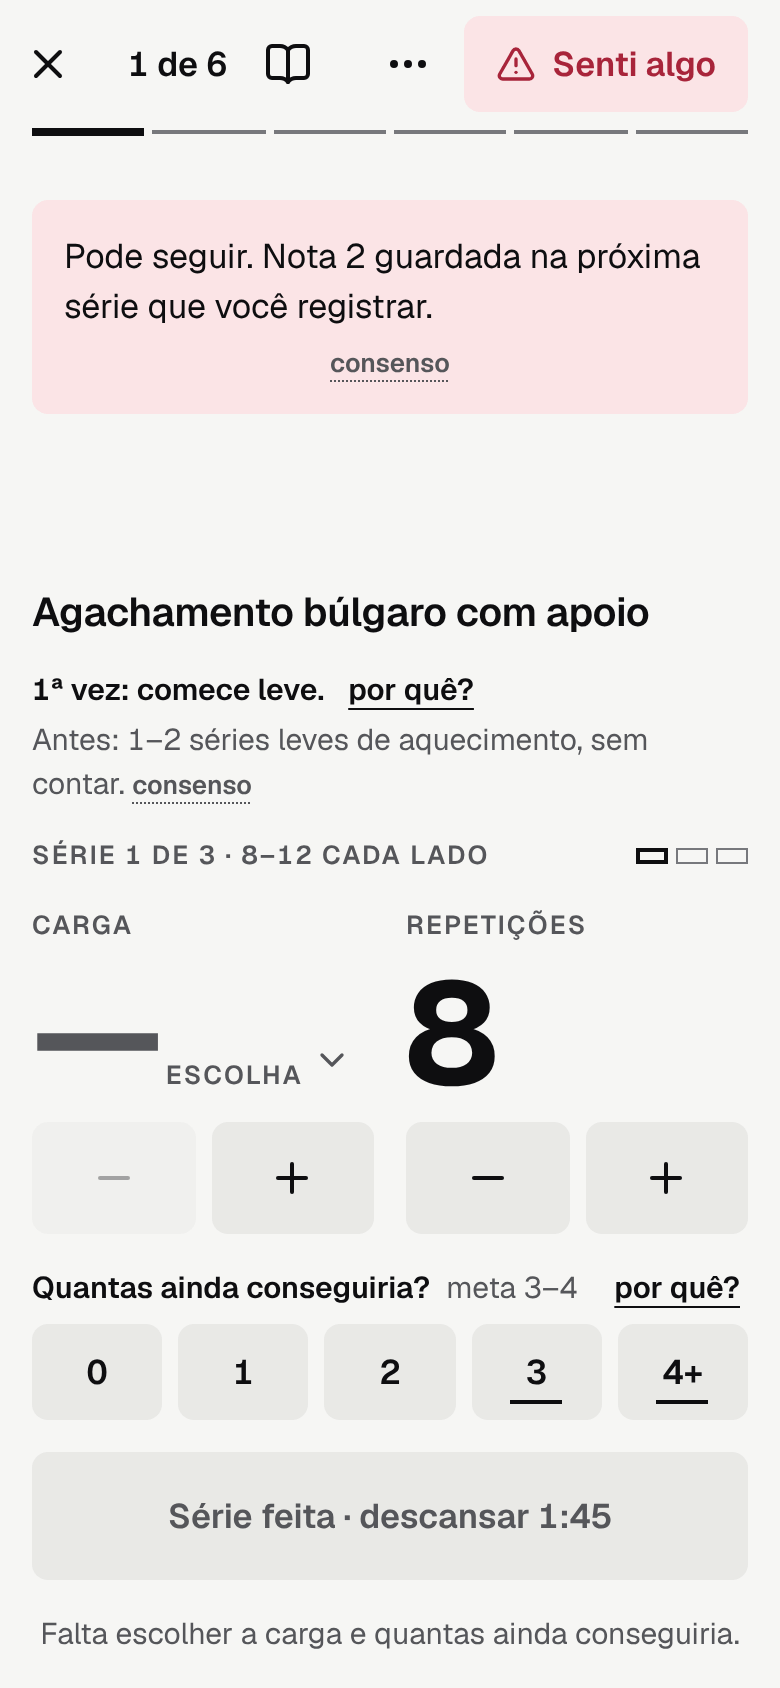 1 de 6
Senti algo
Pode seguir. Nota 2 guardada na próxima
série que você registrar.
consenso
Agachamento búlgaro com apoio
1ª vez: comece leve. por quê?
Antes: 1–2 séries leves de aquecimento, sem
contar. consenso
SÉRIE 1 DE 3 · 8–12 CADA LADO
CARGA
REPETIÇÕES
— ESCOLHA
8
− +
− +
Quantas ainda conseguiria? meta 3–4 por quê?
0 1 2 3 4+
Série feita · descansar 1:45
Falta escolher a carga e quantas ainda conseguiria.